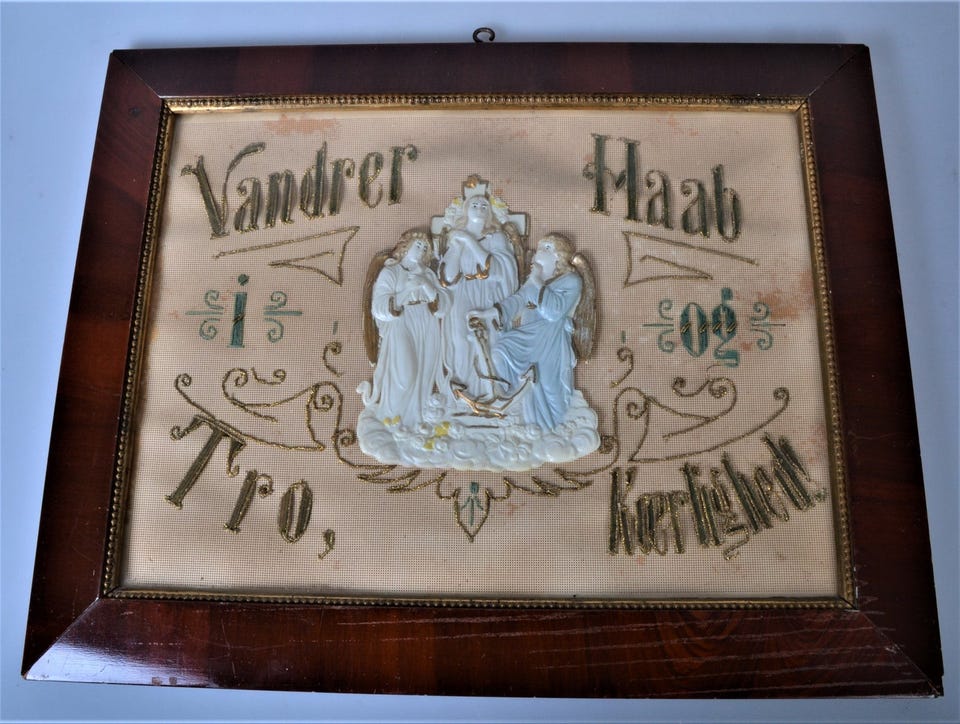 Vandrer
i
Tro,
Haab
og
Kærlighed!